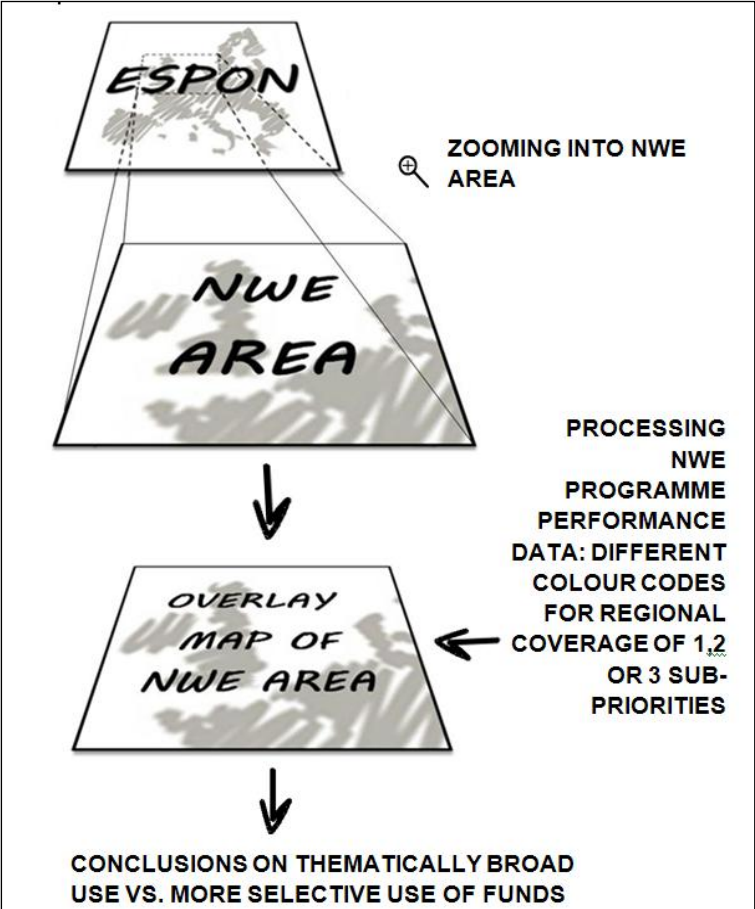 ESPON
ZOOMING INTO NWE
AREA
NWE
AREA
PROCESSING
NWE
PROGRAMME
PERFORMANCE
DATA: DIFFERENT
COLOUR CODES
FOR REGIONAL
COVERAGE OF 1,2
OR 3 SUB-
PRIORITIES
OVERLAY
MAP OF
NWE AREA
CONCLUSIONS ON THEMATICALLY BROAD
USE VS. MORE SELECTIVE USE OF FUNDS